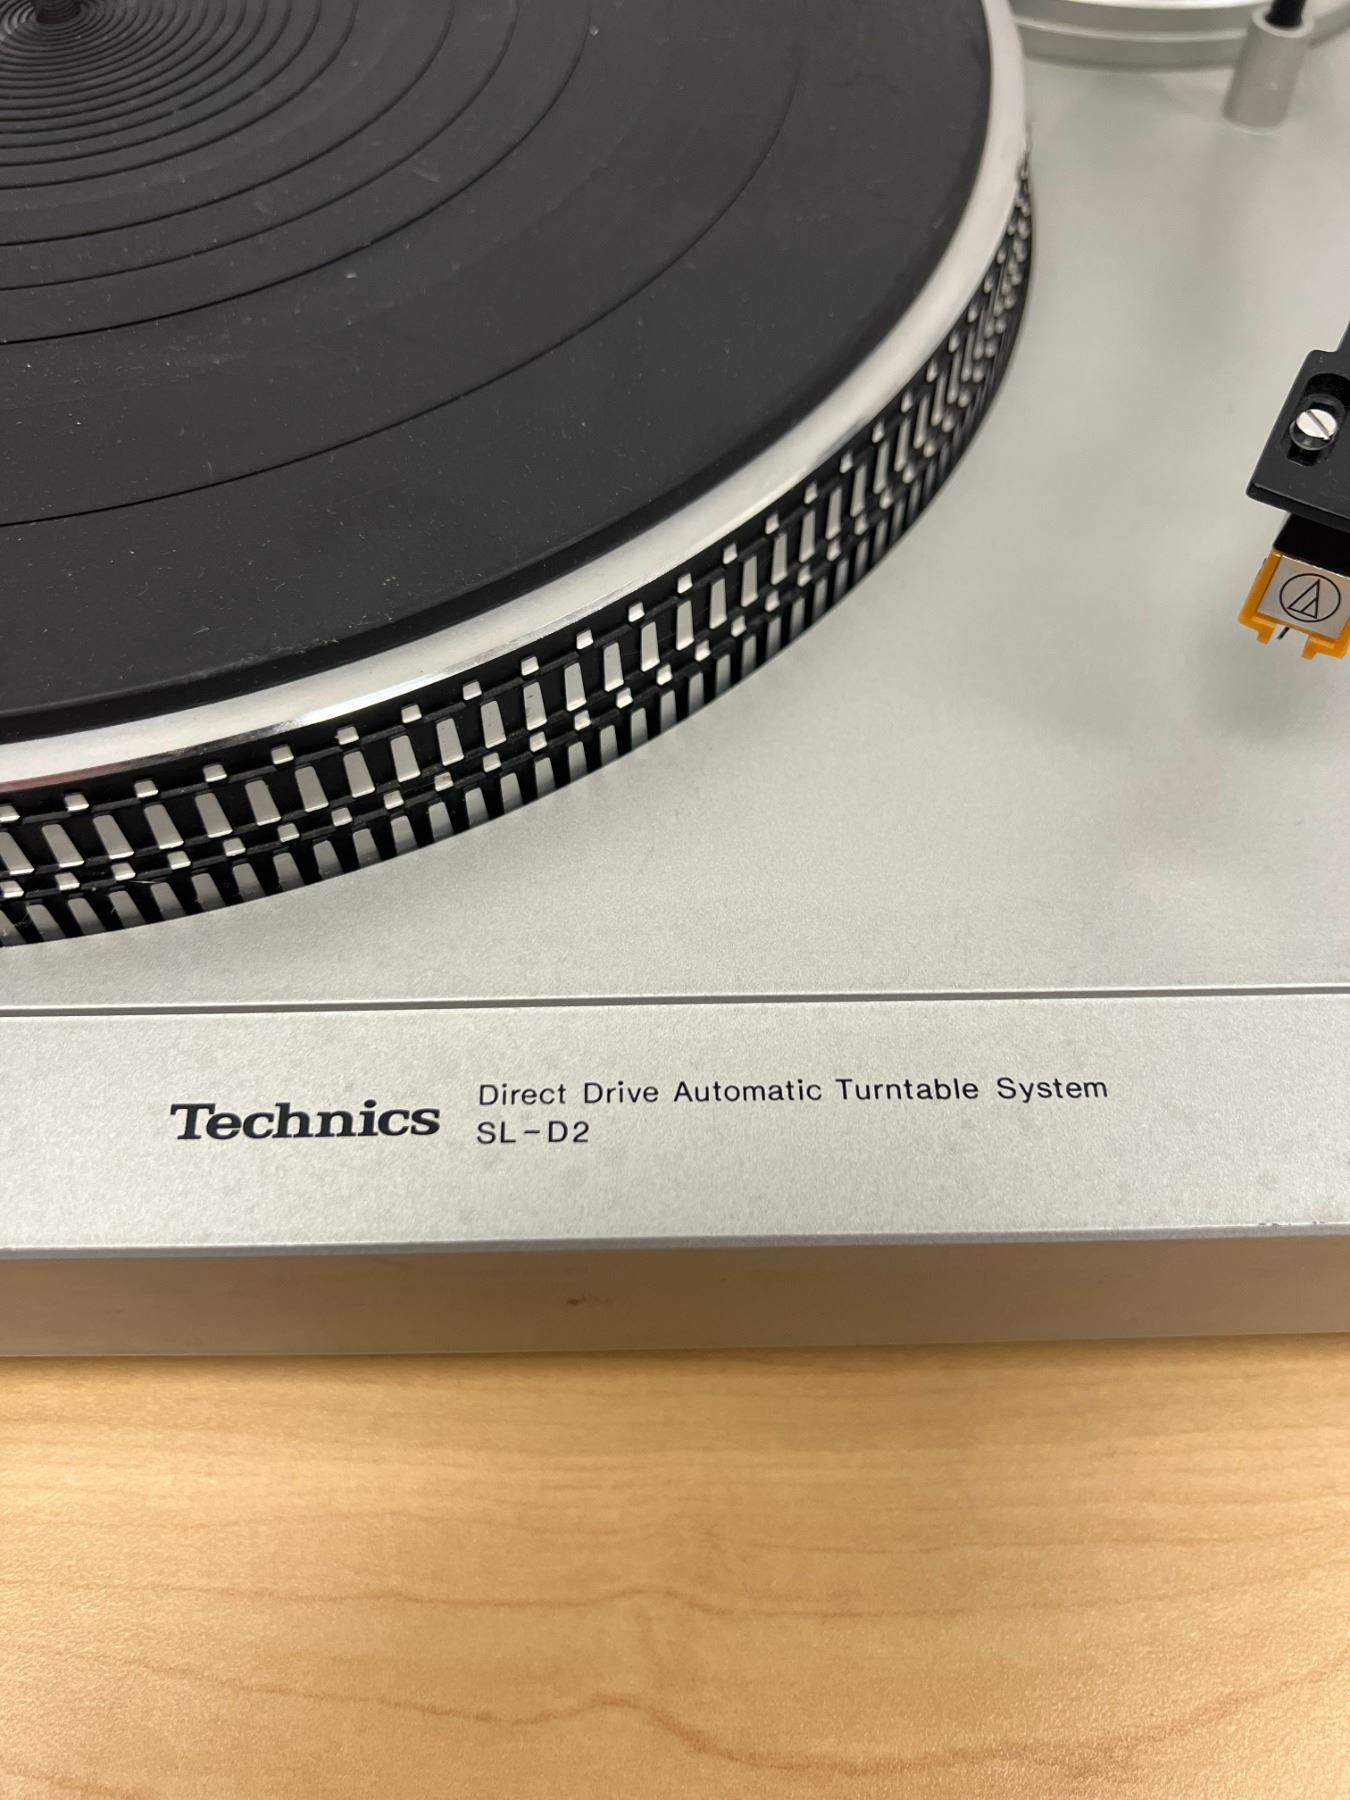 Technics
Direct Drive Automatic Turntable System
SL-D2